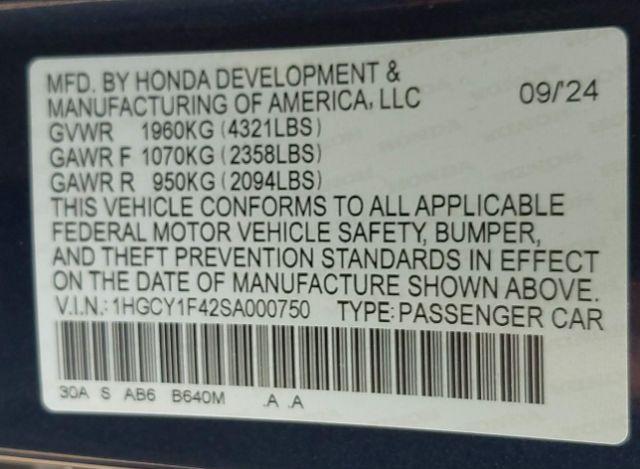 MFD. BY HONDA DEVELOPMENT &
MANUFACTURING OF AMERICA, LLC 09/'24
GVWR 1960KG (4321LBS)
GAWR F 1070KG (2358LBS)
GAWR R 950KG (2094LBS)
THIS VEHICLE CONFORMS TO ALL APPLICABLE
FEDERAL MOTOR VEHICLE SAFETY, BUMPER,
AND THEFT PREVENTION STANDARDS IN EFFECT
ON THE DATE OF MANUFACTURE SHOWN ABOVE.
V.I.N.: 1HGCY1F42SA000750 TYPE: PASSENGER CAR
30A S AB6 B640M .A .A